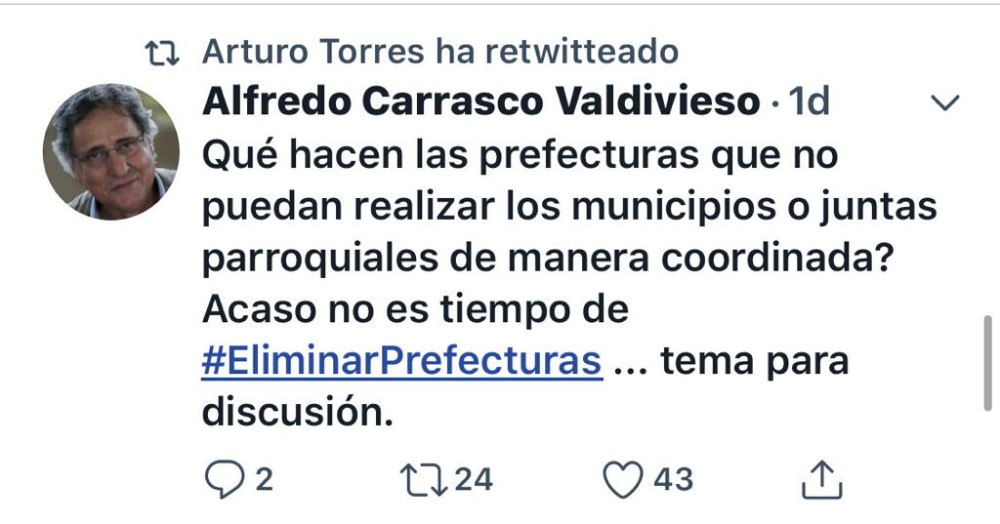 Arturo Torres ha retwitteado
Alfredo Carrasco Valdivieso · 1d
Qué hacen las prefecturas que no
puedan realizar los municipios o juntas
parroquiales de manera coordinada?
Acaso no es tiempo de
#EliminarPrefecturas ... tema para
discusión.
2 24 43